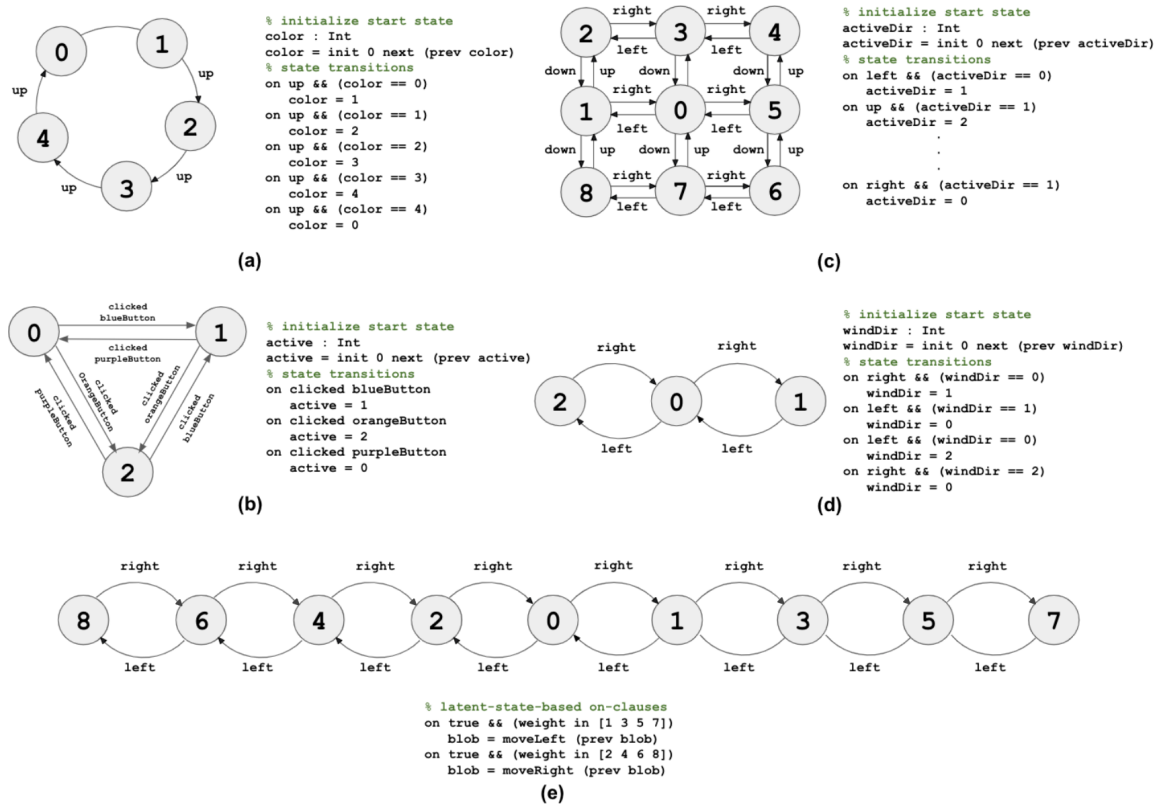 0
1
2
3
4
up
up
up
up
% initialize start state
color : Int
color = init 0 next (prev color)
% state transitions
on up && (color == 0)
color = 1
on up && (color == 1)
color = 2
on up && (color == 2)
color = 3
on up && (color == 3)
color = 4
on up && (color == 4)
color = 0
(a)
right
right
2
3
4
left
left
down
up
down
up
down
up
right
right
1
0
5
left
left
down
up
down
up
down
up
right
right
8
7
6
left
left
% initialize start state
activeDir : Int
activeDir = init 0 next (prev activeDir)
% state transitions
on left && (activeDir == 0)
activeDir = 1
on up && (activeDir == 1)
activeDir = 2
.
.
.
on right && (activeDir == 1)
activeDir = 0
(c)
0
1
2
clicked
blueButton
clicked
purpleButton
clicked
OrangeButton
clicked
purpleButton
clicked
orangeButton
clicked
blueButton
% initialize start state
active : Int
active = init 0 next (prev active)
% state transitions
on clicked blueButton
active = 1
on clicked orangeButton
active = 2
on clicked purpleButton
active = 0
(b)
right
right
2
0
1
left
left
% initialize start state
windDir : Int
windDir = init 0 next (prev windDir)
% state transitions
on right && (windDir == 0)
windDir = 1
on left && (windDir == 1)
windDir = 0
on left && (windDir == 0)
windDir = 2
on right && (windDir == 2)
windDir = 0
(d)
right right right right right right right right
8 6 4 2 0 1 3 5 7
left left left left left left left left
% latent-state-based on-clauses
on true && (weight in [1 3 5 7])
blob = moveLeft (prev blob)
on true && (weight in [2 4 6 8])
blob = moveRight (prev blob)
(e)